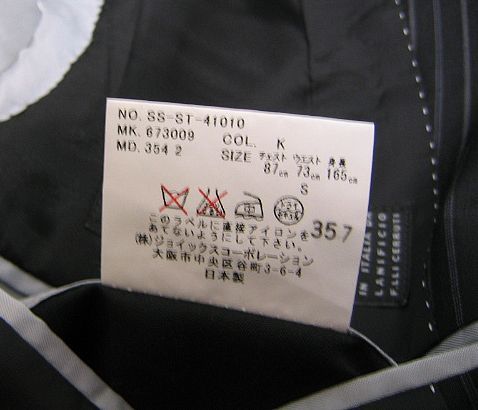 NO. SS-ST-41010
MK. 673009 COL. K
MD. 354 2 SIZE チェスト ウエスト 身長
87cm 73cm 165cm
S
357
このラベルに直接アイロンを
あてないようにして下さい。
(株)ジョイックスコーポレーション
大阪市中央区谷町3-6-4
日本製
IN ITALIA DA
LANIFICIO
F.LLI CERRUTI